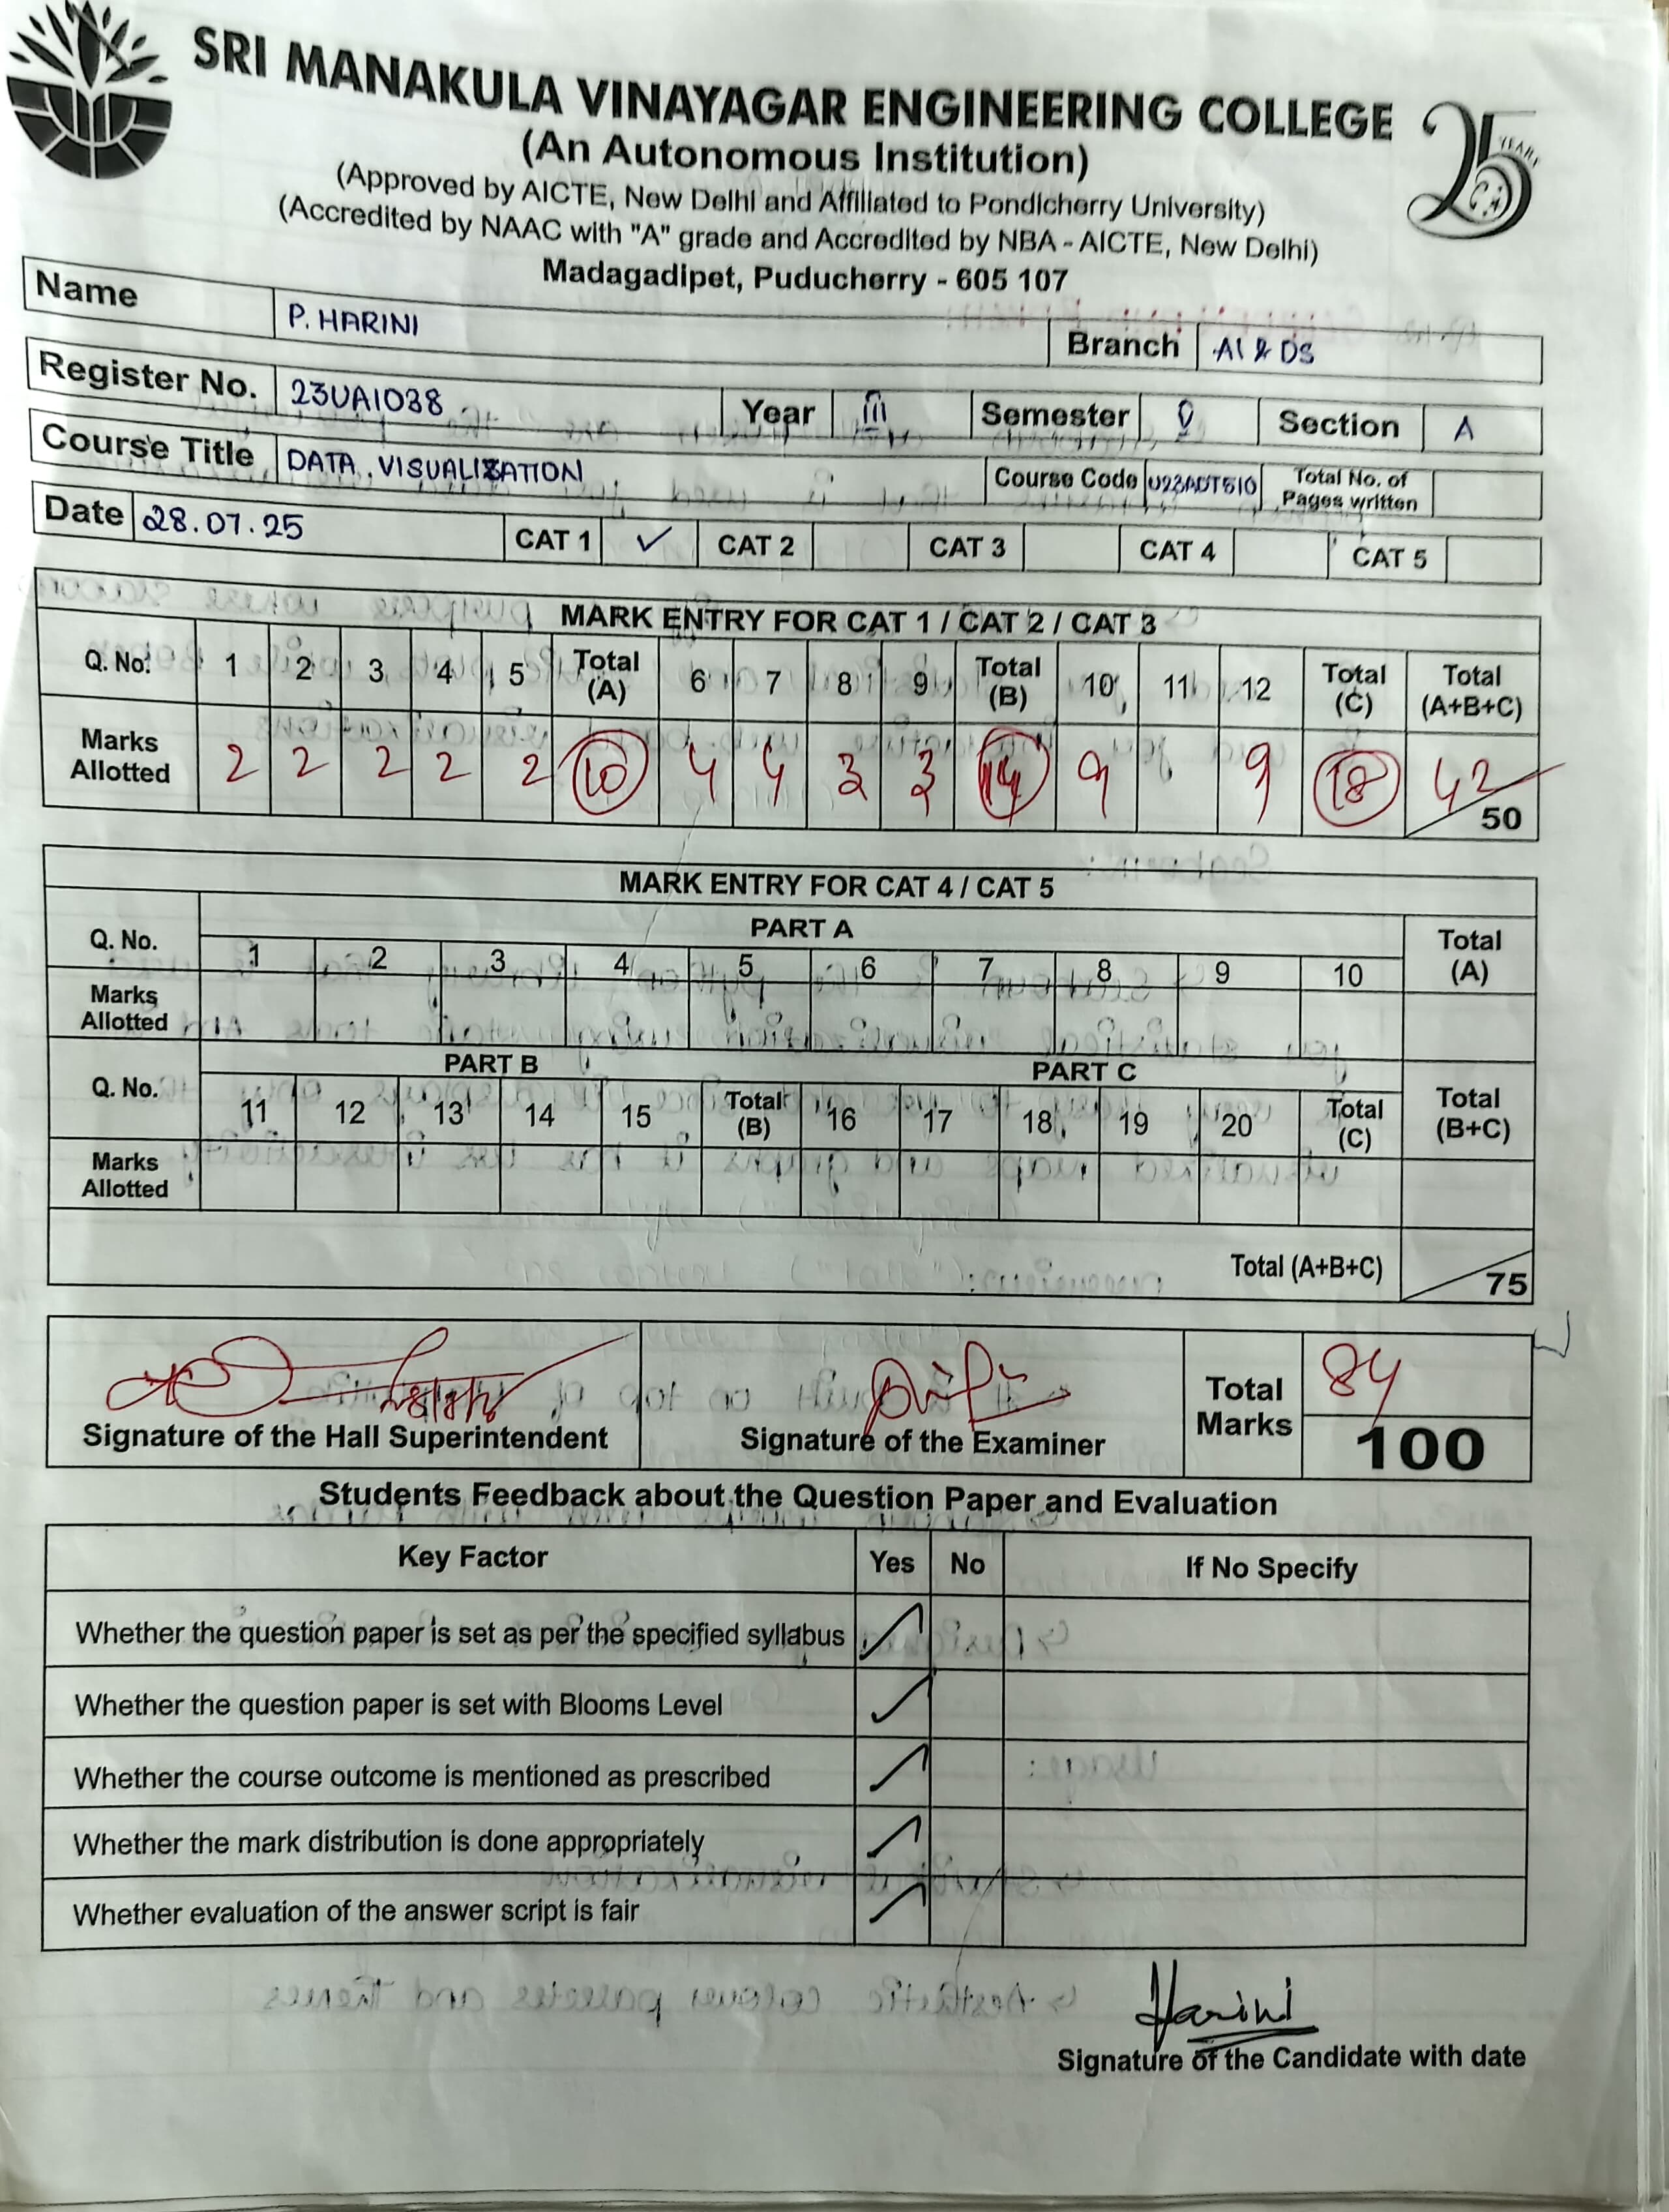 SRI MANAKULA VINAYAGAR ENGINEERING COLLEGE
(An Autonomous Institution)
(Approved by AICTE, New Delhi and Affiliated to Pondicherry University)
(Accredited by NAAC with "A" grade and Accredited by NBA - AICTE, New Delhi)
Madagadipet, Puducherry - 605 107
25 YEARS
Name P. HARINI Branch AI & DS
Register No. 23UAI038 Year III Semester V Section A
Course Title DATA VISUALIZATION Course Code U23ADT510 Total No. of Pages written
Date 28.07.25 CAT 1 ✓ CAT 2 CAT 3 CAT 4 CAT 5
MARK ENTRY FOR CAT 1 / CAT 2 / CAT 3
Q. No. 1 2 3 4 5 Total (A) 6 7 8 9 Total (B) 10 11 12 Total (C) Total (A+B+C)
Marks Allotted 2 2 2 2 2 10 4 4 3 3 14 9 9 18 42/50
MARK ENTRY FOR CAT 4 / CAT 5
PART A
Q. No. 1 2 3 4 5 6 7 8 9 10 Total (A)
Marks Allotted
PART B PART C
Q. No. 11 12 13 14 15 Total (B) 16 17 18 19 20 Total (C) Total (B+C)
Marks Allotted
Total (A+B+C) 75
Signature of the Hall Superintendent Signature of the Examiner Total Marks 84 100
Students Feedback about the Question Paper and Evaluation
Key Factor Yes No If No Specify
Whether the question paper is set as per the specified syllabus ✓
Whether the question paper is set with Blooms Level ✓
Whether the course outcome is mentioned as prescribed ✓
Whether the mark distribution is done appropriately ✓
Whether evaluation of the answer script is fair ✓
Harini
Signature of the Candidate with date